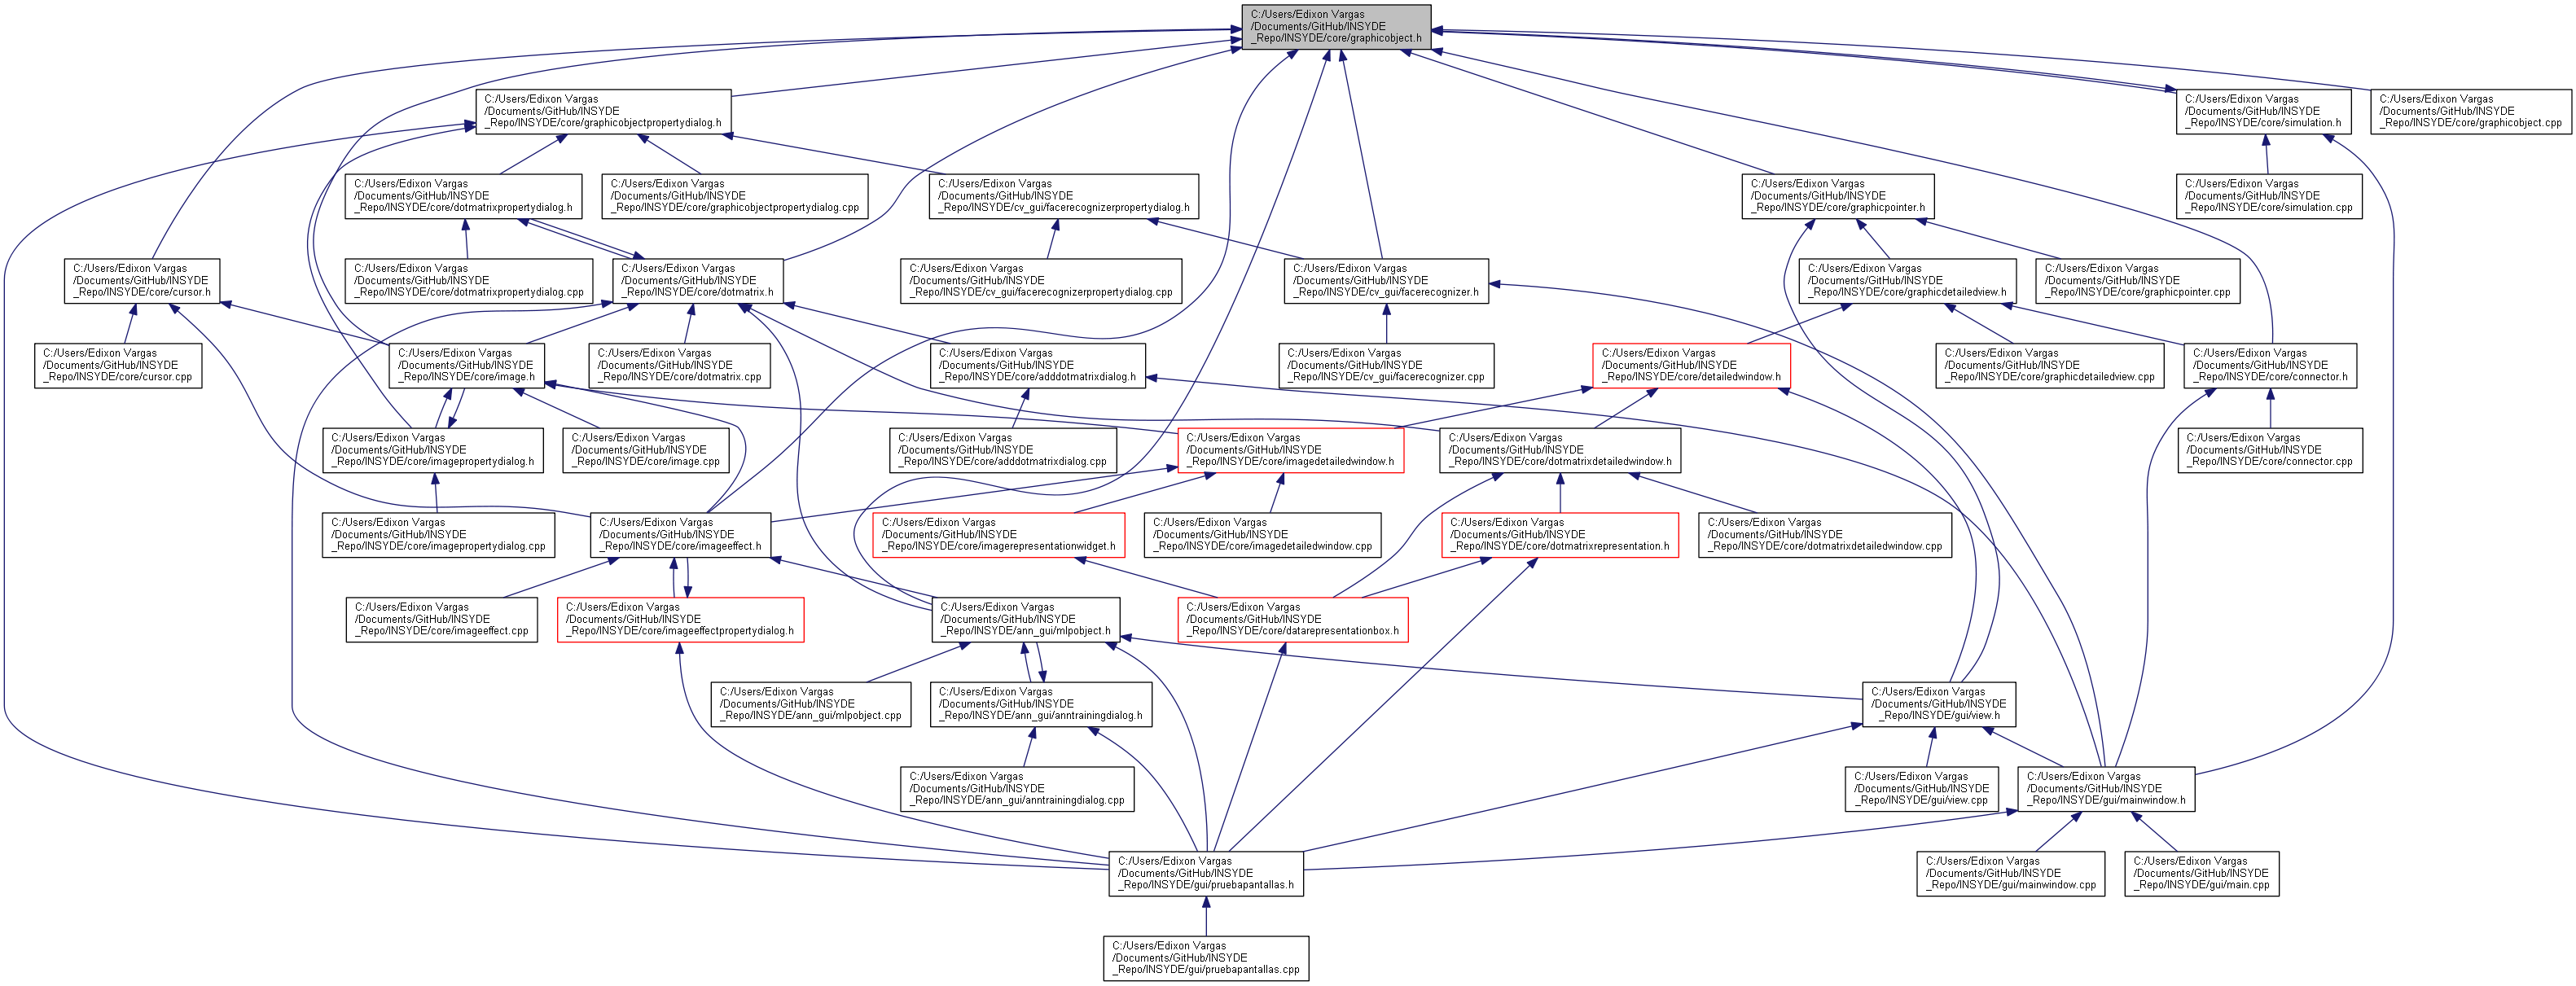 C:/Users/Edixon Vargas
/Documents/GitHub/INSYDE
_Repo/INSYDE/core/graphicobject.h
C:/Users/Edixon Vargas
/Documents/GitHub/INSYDE
_Repo/INSYDE/core/graphicobjectpropertydialog.h
C:/Users/Edixon Vargas
/Documents/GitHub/INSYDE
_Repo/INSYDE/core/simulation.h
C:/Users/Edixon Vargas
/Documents/GitHub/INSYDE
_Repo/INSYDE/core/graphicobject.cpp
C:/Users/Edixon Vargas
/Documents/GitHub/INSYDE
_Repo/INSYDE/core/dotmatrixpropertydialog.h
C:/Users/Edixon Vargas
/Documents/GitHub/INSYDE
_Repo/INSYDE/core/graphicobjectpropertydialog.cpp
C:/Users/Edixon Vargas
/Documents/GitHub/INSYDE
_Repo/INSYDE/cv_gui/facerecognizerpropertydialog.h
C:/Users/Edixon Vargas
/Documents/GitHub/INSYDE
_Repo/INSYDE/core/graphicpointer.h
C:/Users/Edixon Vargas
/Documents/GitHub/INSYDE
_Repo/INSYDE/core/simulation.cpp
C:/Users/Edixon Vargas
/Documents/GitHub/INSYDE
_Repo/INSYDE/core/cursor.h
C:/Users/Edixon Vargas
/Documents/GitHub/INSYDE
_Repo/INSYDE/core/dotmatrixpropertydialog.cpp
C:/Users/Edixon Vargas
/Documents/GitHub/INSYDE
_Repo/INSYDE/core/dotmatrix.h
C:/Users/Edixon Vargas
/Documents/GitHub/INSYDE
_Repo/INSYDE/cv_gui/facerecognizerpropertydialog.cpp
C:/Users/Edixon Vargas
/Documents/GitHub/INSYDE
_Repo/INSYDE/cv_gui/facerecognizer.h
C:/Users/Edixon Vargas
/Documents/GitHub/INSYDE
_Repo/INSYDE/core/graphicdetailedview.h
C:/Users/Edixon Vargas
/Documents/GitHub/INSYDE
_Repo/INSYDE/core/graphicpointer.cpp
C:/Users/Edixon Vargas
/Documents/GitHub/INSYDE
_Repo/INSYDE/core/cursor.cpp
C:/Users/Edixon Vargas
/Documents/GitHub/INSYDE
_Repo/INSYDE/core/image.h
C:/Users/Edixon Vargas
/Documents/GitHub/INSYDE
_Repo/INSYDE/core/dotmatrix.cpp
C:/Users/Edixon Vargas
/Documents/GitHub/INSYDE
_Repo/INSYDE/core/adddotmatrixdialog.h
C:/Users/Edixon Vargas
/Documents/GitHub/INSYDE
_Repo/INSYDE/cv_gui/facerecognizer.cpp
C:/Users/Edixon Vargas
/Documents/GitHub/INSYDE
_Repo/INSYDE/core/detailedwindow.h
C:/Users/Edixon Vargas
/Documents/GitHub/INSYDE
_Repo/INSYDE/core/graphicdetailedview.cpp
C:/Users/Edixon Vargas
/Documents/GitHub/INSYDE
_Repo/INSYDE/core/connector.h
C:/Users/Edixon Vargas
/Documents/GitHub/INSYDE
_Repo/INSYDE/core/imagepropertydialog.h
C:/Users/Edixon Vargas
/Documents/GitHub/INSYDE
_Repo/INSYDE/core/image.cpp
C:/Users/Edixon Vargas
/Documents/GitHub/INSYDE
_Repo/INSYDE/core/adddotmatrixdialog.cpp
C:/Users/Edixon Vargas
/Documents/GitHub/INSYDE
_Repo/INSYDE/core/imagedetailedwindow.h
C:/Users/Edixon Vargas
/Documents/GitHub/INSYDE
_Repo/INSYDE/core/dotmatrixdetailedwindow.h
C:/Users/Edixon Vargas
/Documents/GitHub/INSYDE
_Repo/INSYDE/core/connector.cpp
C:/Users/Edixon Vargas
/Documents/GitHub/INSYDE
_Repo/INSYDE/core/imagepropertydialog.cpp
C:/Users/Edixon Vargas
/Documents/GitHub/INSYDE
_Repo/INSYDE/core/imageeffect.h
C:/Users/Edixon Vargas
/Documents/GitHub/INSYDE
_Repo/INSYDE/core/imagerepresentationwidget.h
C:/Users/Edixon Vargas
/Documents/GitHub/INSYDE
_Repo/INSYDE/core/imagedetailedwindow.cpp
C:/Users/Edixon Vargas
/Documents/GitHub/INSYDE
_Repo/INSYDE/core/dotmatrixrepresentation.h
C:/Users/Edixon Vargas
/Documents/GitHub/INSYDE
_Repo/INSYDE/core/dotmatrixdetailedwindow.cpp
C:/Users/Edixon Vargas
/Documents/GitHub/INSYDE
_Repo/INSYDE/core/imageeffect.cpp
C:/Users/Edixon Vargas
/Documents/GitHub/INSYDE
_Repo/INSYDE/core/imageeffectpropertydialog.h
C:/Users/Edixon Vargas
/Documents/GitHub/INSYDE
_Repo/INSYDE/ann_gui/mlpobject.h
C:/Users/Edixon Vargas
/Documents/GitHub/INSYDE
_Repo/INSYDE/core/datarepresentationbox.h
C:/Users/Edixon Vargas
/Documents/GitHub/INSYDE
_Repo/INSYDE/ann_gui/mlpobject.cpp
C:/Users/Edixon Vargas
/Documents/GitHub/INSYDE
_Repo/INSYDE/ann_gui/anntrainingdialog.h
C:/Users/Edixon Vargas
/Documents/GitHub/INSYDE
_Repo/INSYDE/gui/view.h
C:/Users/Edixon Vargas
/Documents/GitHub/INSYDE
_Repo/INSYDE/ann_gui/anntrainingdialog.cpp
C:/Users/Edixon Vargas
/Documents/GitHub/INSYDE
_Repo/INSYDE/gui/view.cpp
C:/Users/Edixon Vargas
/Documents/GitHub/INSYDE
_Repo/INSYDE/gui/mainwindow.h
C:/Users/Edixon Vargas
/Documents/GitHub/INSYDE
_Repo/INSYDE/gui/pruebapantallas.h
C:/Users/Edixon Vargas
/Documents/GitHub/INSYDE
_Repo/INSYDE/gui/mainwindow.cpp
C:/Users/Edixon Vargas
/Documents/GitHub/INSYDE
_Repo/INSYDE/gui/main.cpp
C:/Users/Edixon Vargas
/Documents/GitHub/INSYDE
_Repo/INSYDE/gui/pruebapantallas.cpp